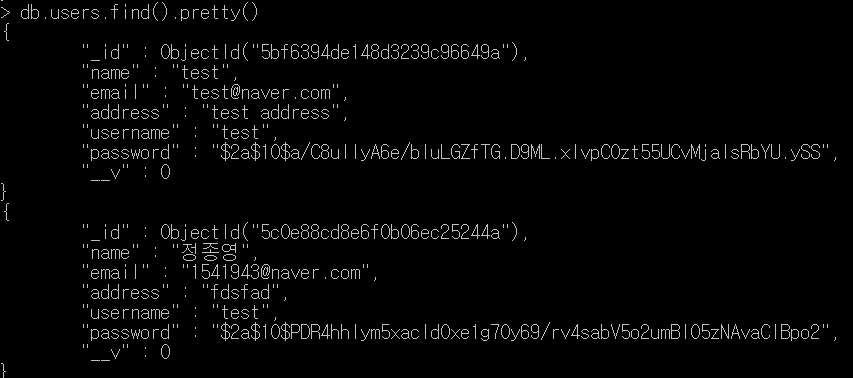 > db.users.find().pretty()
{
"_id" : ObjectId("5bf6394de148d3239c96649a"),
"name" : "test",
"email" : "test@naver.com",
"address" : "test address",
"username" : "test",
"password" : "$2a$10$a/C8ullyA6e/bluLGZfTG.D9ML.xlvpC0zt55UCvMjalsRbYU.ySS",
"__v" : 0
}
{
"_id" : ObjectId("5c0e88cd8e6f0b06ec25244a"),
"name" : "정종영",
"email" : "1541943@naver.com",
"address" : "fdsfad",
"username" : "test",
"password" : "$2a$10$PDR4hhlym5xacld0xe1g70y69/rv4sabV5o2umBl05zNAvaClBpo2",
"__v" : 0
}